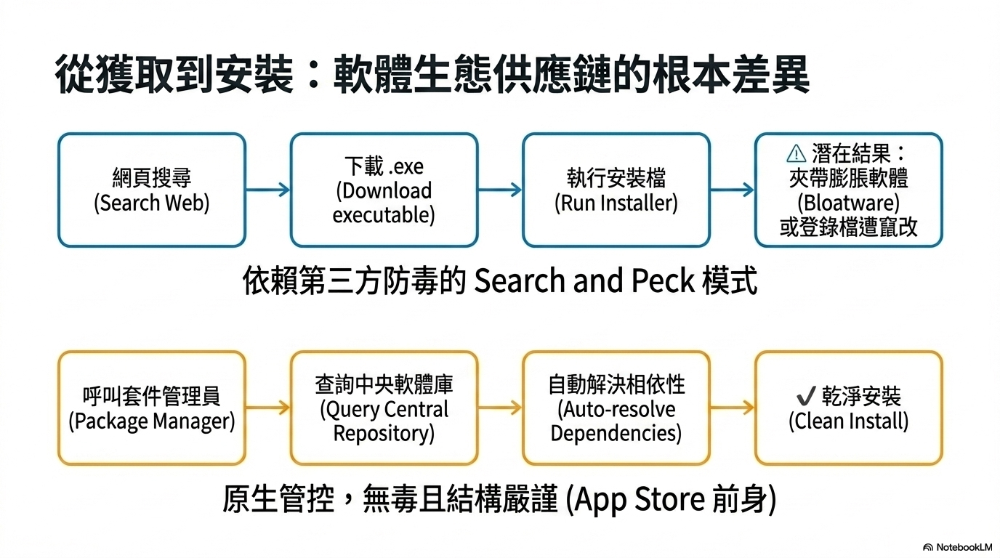 從獲取到安裝：軟體生態供應鏈的根本差異
網頁搜尋
(Search Web)
下載 .exe
(Download
executable)
執行安裝檔
(Run Installer)
⚠ 潛在結果：
夾帶膨脹軟體
(Bloatware)
或登錄檔遭竄改
依賴第三方防毒的 Search and Peck 模式
呼叫套件管理員
(Package Manager)
查詢中央軟體庫
(Query Central
Repository)
自動解決相依性
(Auto-resolve
Dependencies)
✔ 乾淨安裝
(Clean Install)
原生管控，無毒且結構嚴謹 (App Store 前身)
NotebookLM